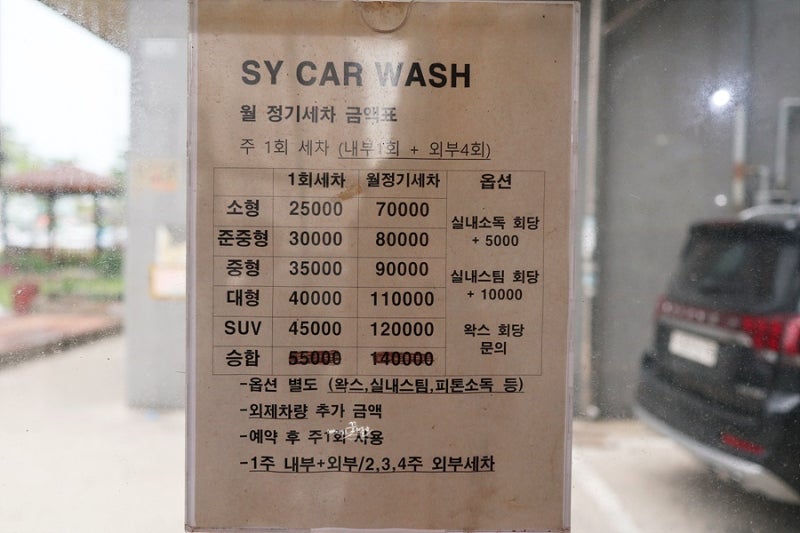 SY CAR WASH
월 정기세차 금액표
주 1회 세차 (내부1회 + 외부4회)
1회세차 월정기세차 옵션
소형 25000 70000
준중형 30000 80000
중형 35000 90000
대형 40000 110000
SUV 45000 120000
승합 55000 140000
실내소독 회당
+ 5000
실내스팀 회당
+ 10000
왁스 회당
문의
-옵션 별도 (왁스,실내스팀,피톤소독 등)
-외제차량 추가 금액
-예약 후 주1회 사용
-1주 내부+외부/2,3,4주 외부세차